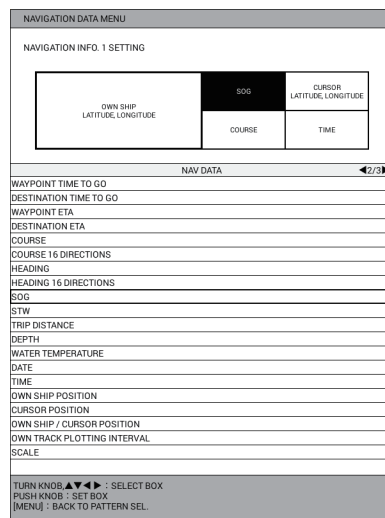 NAVIGATION DATA MENU
NAVIGATION INFO. 1 SETTING
OWN SHIP
LATITUDE, LONGITUDE
SOG
CURSOR
LATITUDE, LONGITUDE
COURSE
TIME
NAV DATA ◀2/3▶
WAYPOINT TIME TO GO
DESTINATION TIME TO GO
WAYPOINT ETA
DESTINATION ETA
COURSE
COURSE 16 DIRECTIONS
HEADING
HEADING 16 DIRECTIONS
SOG
STW
TRIP DISTANCE
DEPTH
WATER TEMPERATURE
DATE
TIME
OWN SHIP POSITION
CURSOR POSITION
OWN SHIP / CURSOR POSITION
OWN TRACK PLOTTING INTERVAL
SCALE
TURN KNOB,▲▼◀ ▶ : SELECT BOX
PUSH KNOB : SET BOX
[MENU] : BACK TO PATTERN SEL.